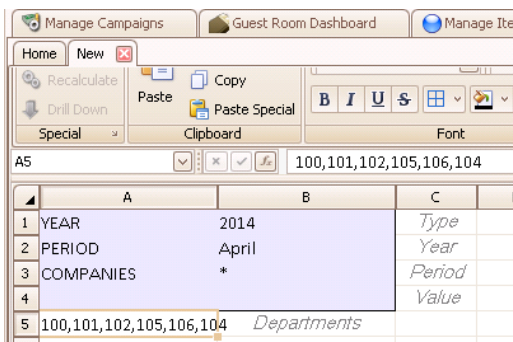 Manage Campaigns Guest Room Dashboard Manage Ite
Home New
Recalculate Copy
Drill Down Paste Paste Special B I U S
Special Clipboard Font
A5 fx 100,101,102,105,106,104
A B C
1 YEAR 2014 Type
2 PERIOD April Year
3 COMPANIES * Period
4 Value
5 100,101,102,105,106,104 Departments